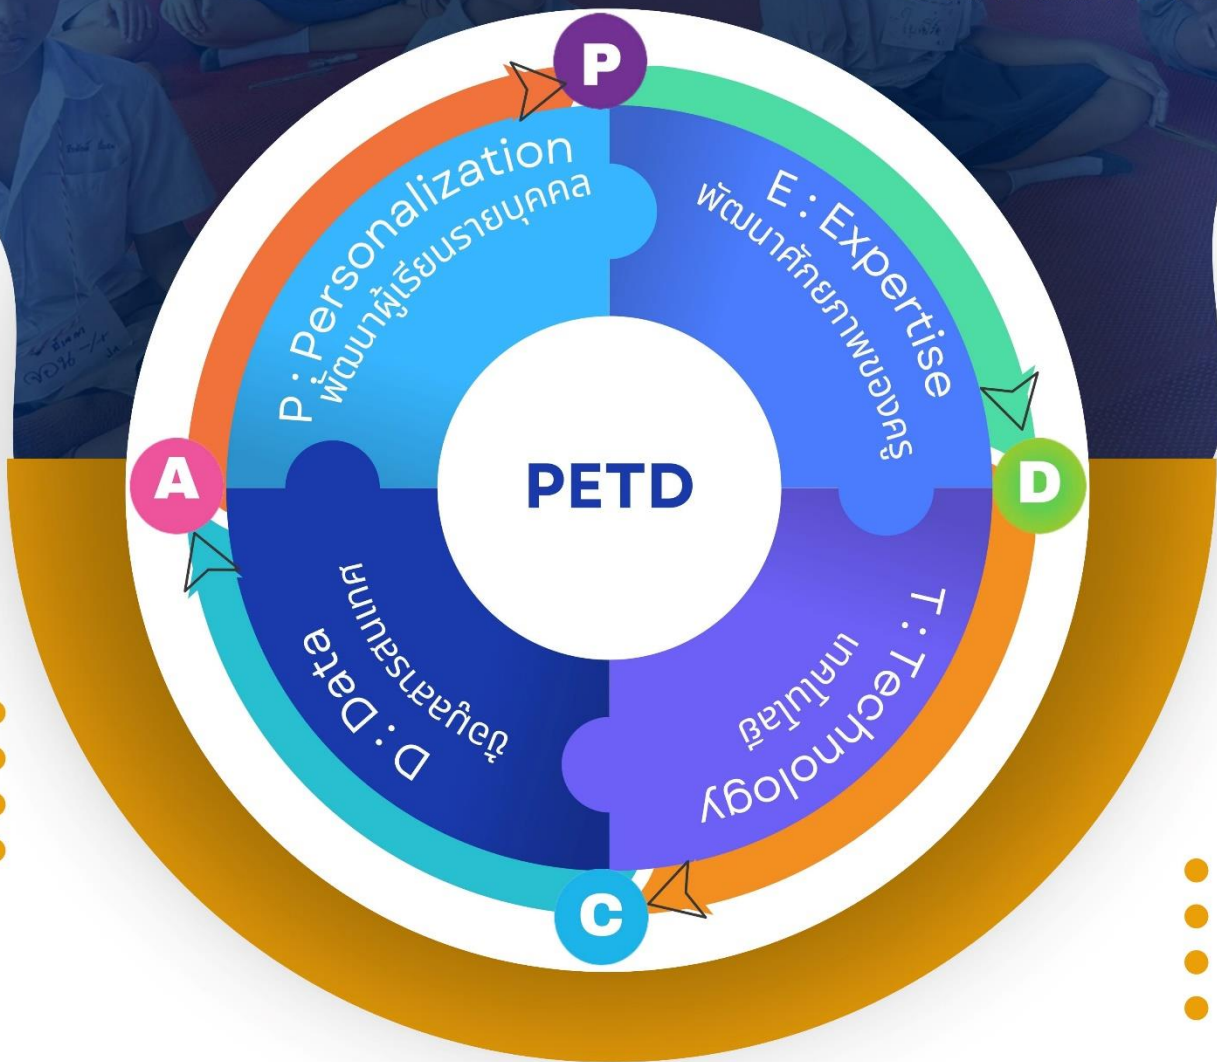 P
P : Personalization
พัฒนาผู้เรียนรายบุคคล
E : Expertise
พัฒนาศักยภาพของครู
A
PETD
D
D : Data
ข้อมูลสารสนเทศ
T : Technology
เทคโนโลยี
C